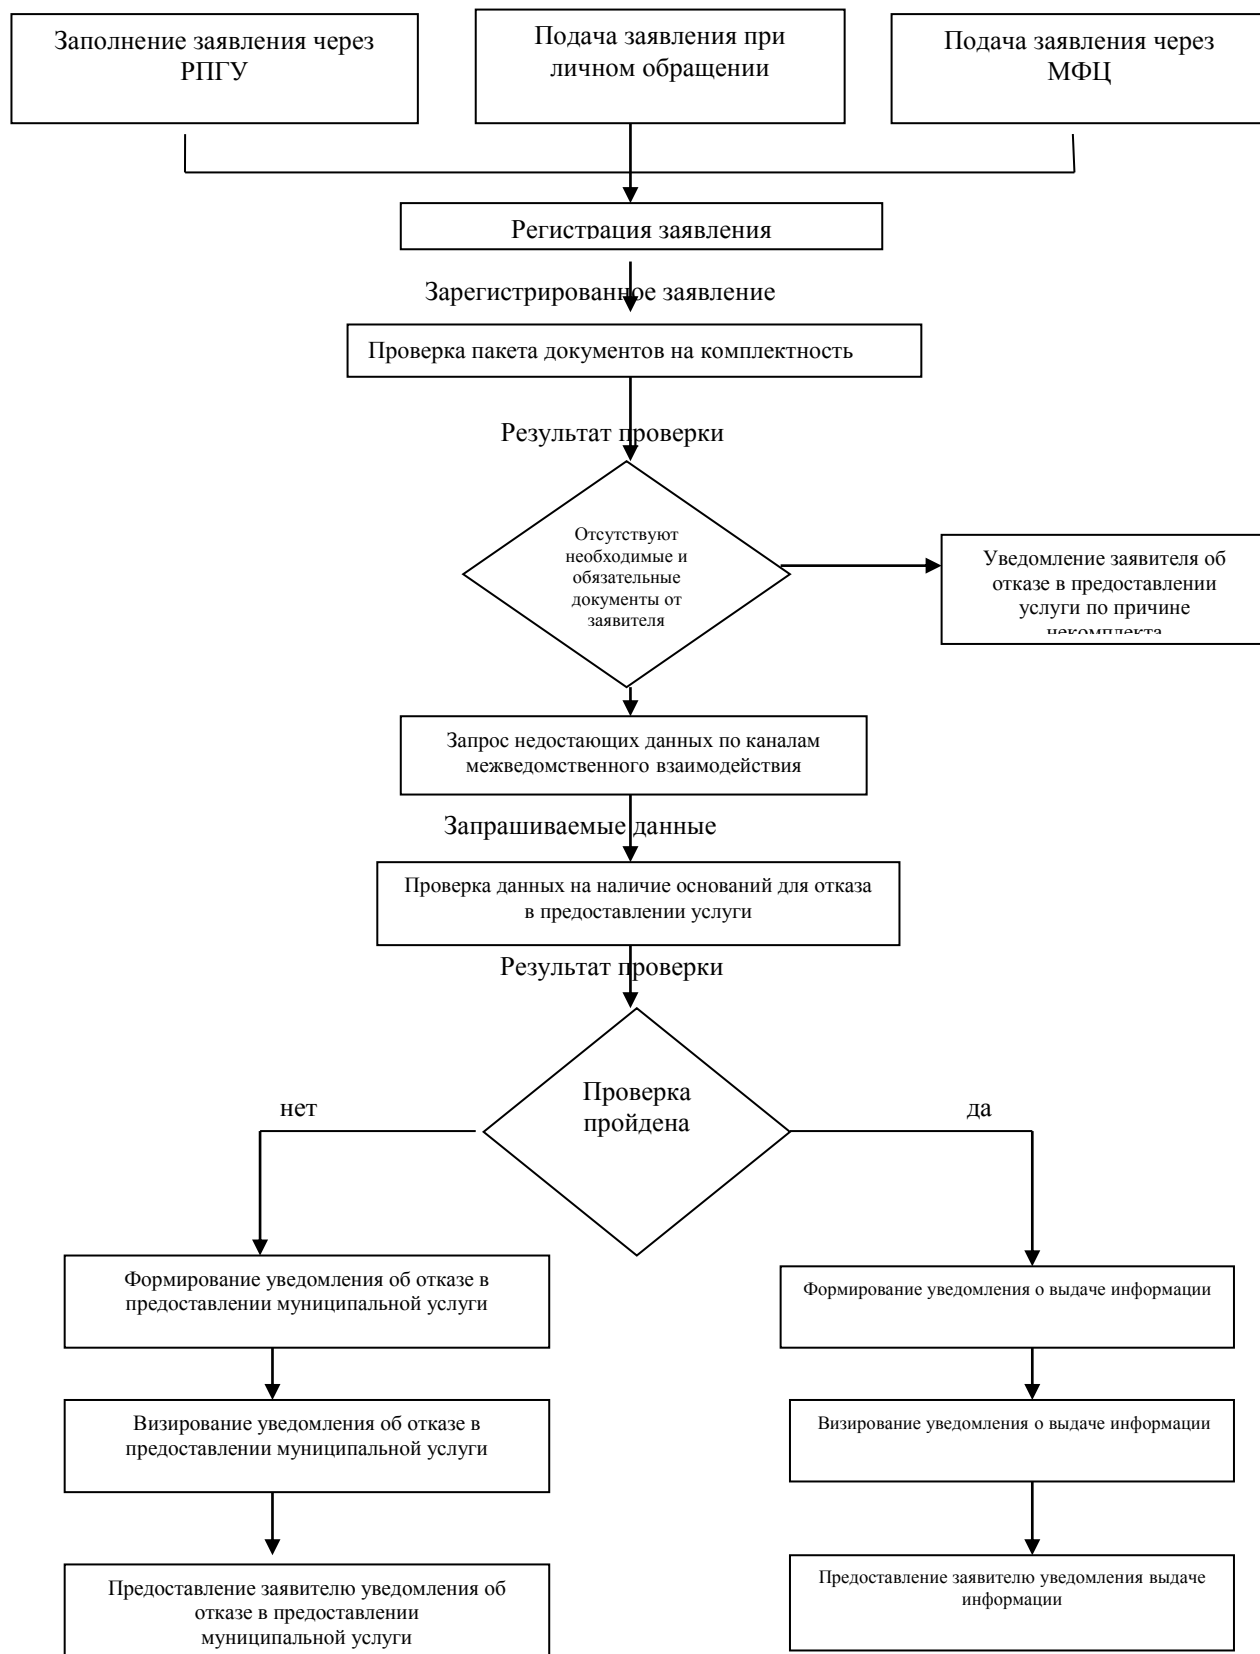 Заполнение заявления через
РПГУ
Подача заявления при
личном обращении
Подача заявления через
МФЦ
Регистрация заявления
Зарегистрированное заявление
Проверка пакета документов на комплектность
Результат проверки
Отсутствуют
необходимые и
обязательные
документы от
заявителя
Уведомление заявителя об
отказе в предоставлении
услуги по причине
некомплекта
Запрос недостающих данных по каналам
межведомственного взаимодействия
Запрашиваемые данные
Проверка данных на наличие оснований для отказа
в предоставлении услуги
Результат проверки
Проверка
пройдена
нет
да
Формирование уведомления об отказе в
предоставлении муниципальной услуги
Формирование уведомления о выдаче информации
Визирование уведомления об отказе в
предоставлении муниципальной услуги
Визирование уведомления о выдаче информации
Предоставление заявителю уведомления об
отказе в предоставлении
муниципальной услуги
Предоставление заявителю уведомления выдаче
информации